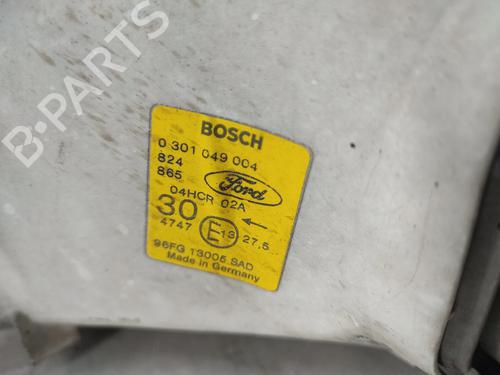 BOSCH
0 301 049 004
824
865
Ford
04HCR 02A
30
4747
E13
27,5
96FG 13005 SAD
Made in Germany
B-PARTS